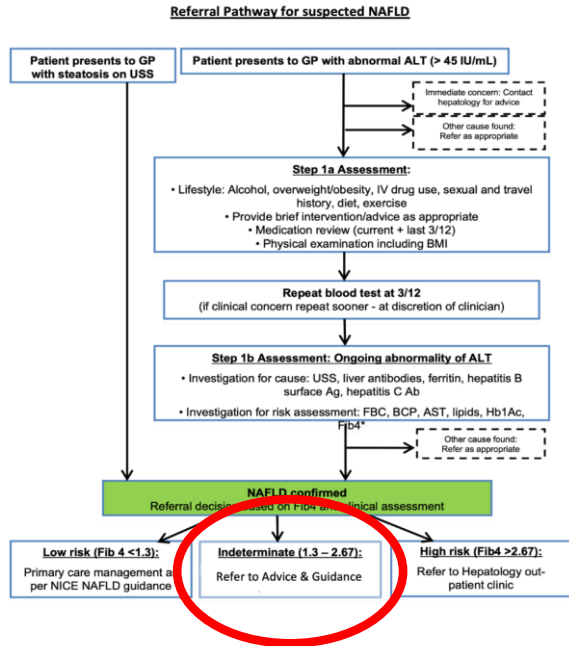 Referral Pathway for suspected NAFLD
Patient presents to GP
with steatosis on USS
Patient presents to GP with abnormal ALT (> 45 IU/mL)
Immediate concern: Contact
hepatology for advice
Other cause found:
Refer as appropriate
Step 1a Assessment:
• Lifestyle: Alcohol, overweight/obesity, IV drug use, sexual and travel
history, diet, exercise
• Provide brief intervention/advice as appropriate
• Medication review (current + last 3/12)
• Physical examination including BMI
Repeat blood test at 3/12
(if clinical concern repeat sooner - at discretion of clinician)
Step 1b Assessment: Ongoing abnormality of ALT
• Investigation for cause: USS, liver antibodies, ferritin, hepatitis B
surface Ag, hepatitis C Ab
• Investigation for risk assessment: FBC, BCP, AST, lipids, Hb1Ac,
Fib4*
Other cause found:
Refer as appropriate
NAFLD confirmed
Referral decision based on Fib4 and clinical assessment
Low risk (Fib 4 <1.3):
Primary care management as
per NICE NAFLD guidance
Indeterminate (1.3 – 2.67):
Refer to Advice & Guidance
High risk (Fib4 >2.67):
Refer to Hepatology out-
patient clinic